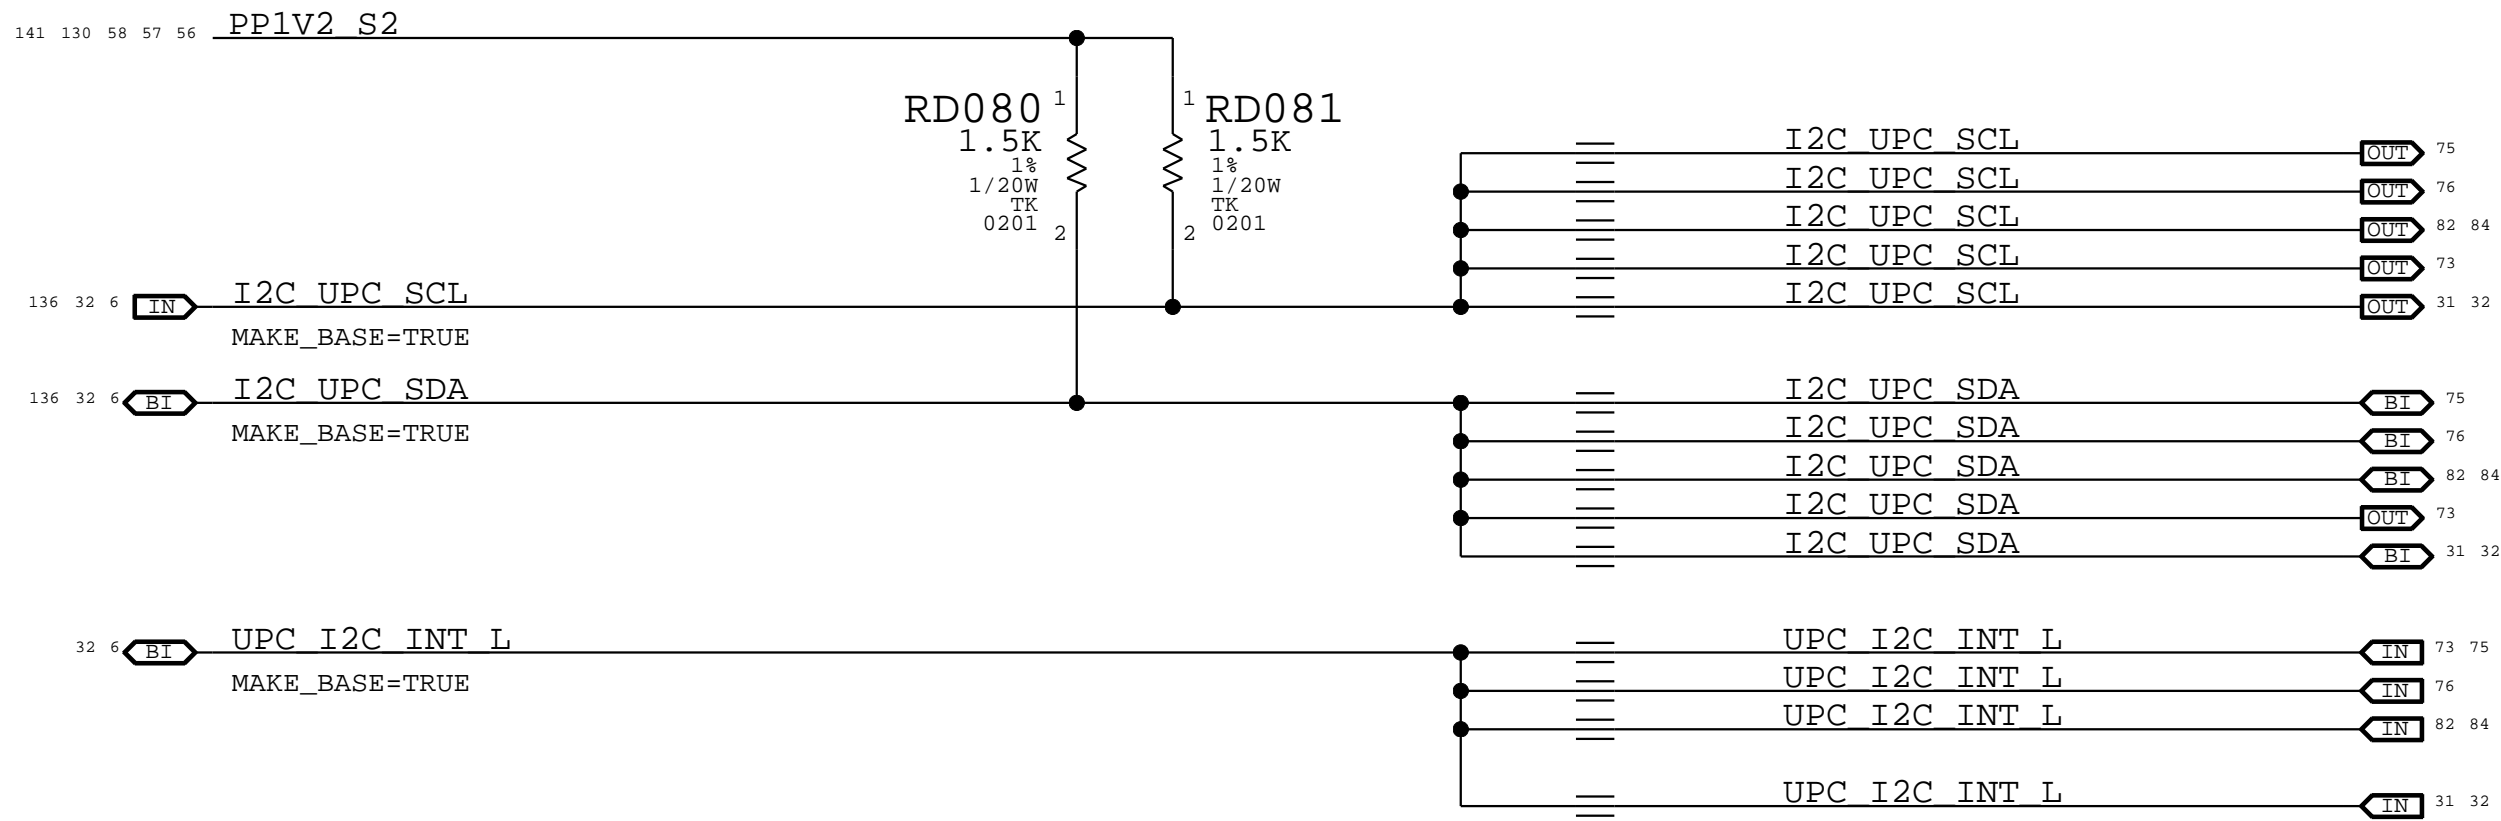 141 130 58 57 56 PP1V2_S2
RD080 1 1 RD081
1.5K 1.5K
1% 1%
1/20W 1/20W
TK TK
0201 0201
2 2
I2C_UPC_SCL OUT 75
I2C_UPC_SCL OUT 76
I2C_UPC_SCL OUT 82 84
I2C_UPC_SCL OUT 73
136 32 6 IN I2C_UPC_SCL I2C_UPC_SCL OUT 31 32
MAKE_BASE=TRUE
136 32 6 BI I2C_UPC_SDA I2C_UPC_SDA BI 75
MAKE_BASE=TRUE
I2C_UPC_SDA BI 76
I2C_UPC_SDA BI 82 84
I2C_UPC_SDA OUT 73
I2C_UPC_SDA BI 31 32
32 6 BI UPC_I2C_INT_L UPC_I2C_INT_L IN 73 75
MAKE_BASE=TRUE
UPC_I2C_INT_L IN 76
UPC_I2C_INT_L IN 82 84
UPC_I2C_INT_L IN 31 32